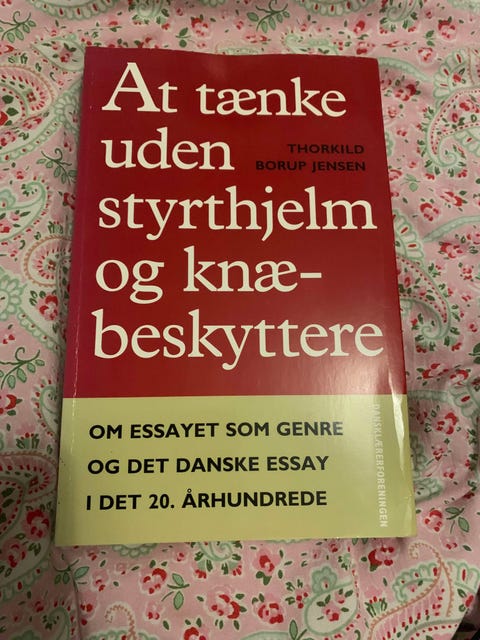 At tænke
uden
THORKILD
BORUP JENSEN
styrthjelm
og knæ-
beskyttere
OM ESSAYET SOM GENRE
OG DET DANSKE ESSAY
I DET 20. ÅRHUNDREDE
DANSKLÆRERFORENINGEN